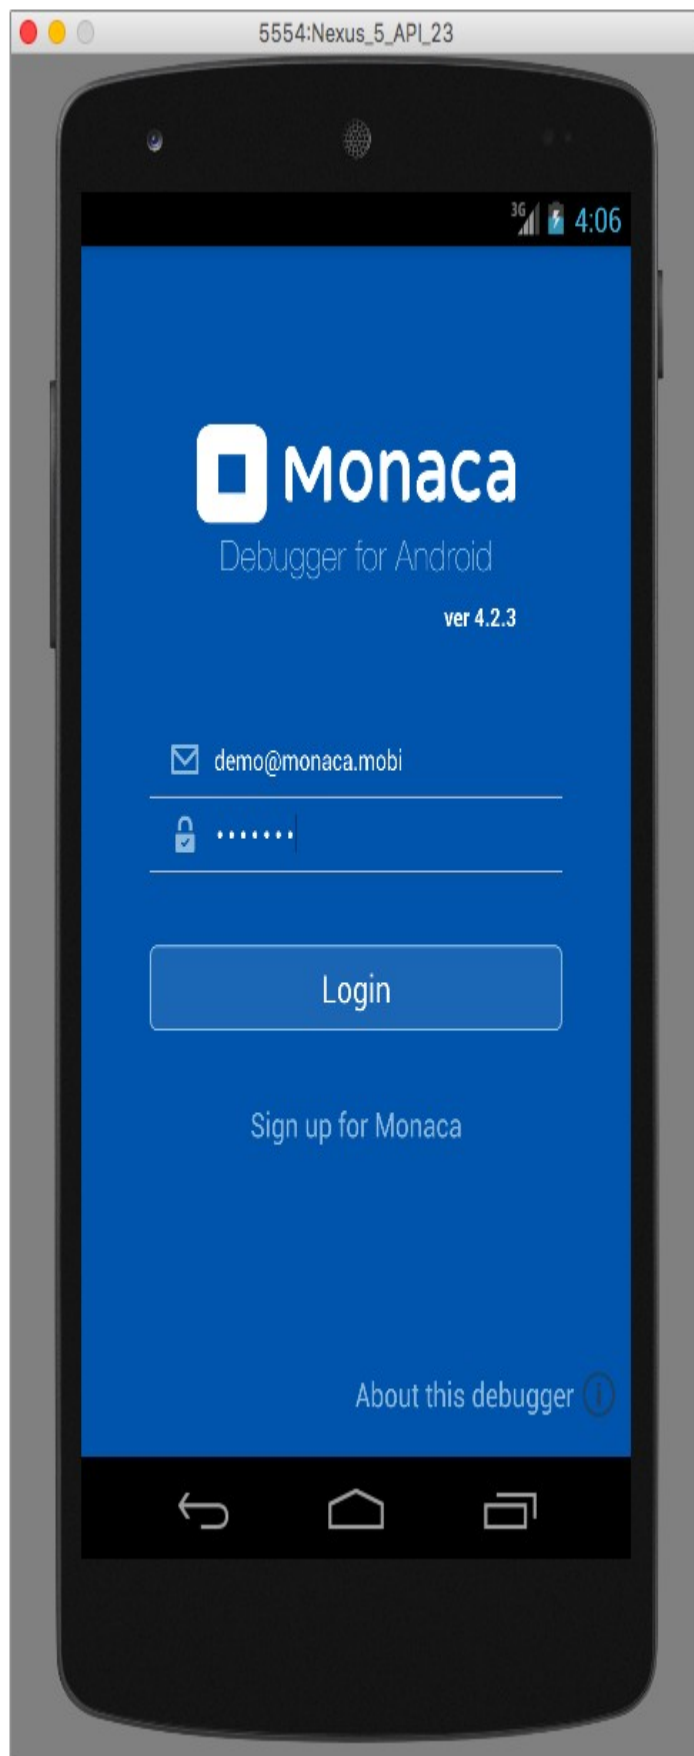 5554:Nexus_5_API_23
3G 4:06
Monaca
Debugger for Android
ver 4.2.3
demo@monaca.mobi
•••••••
Login
Sign up for Monaca
About this debugger i